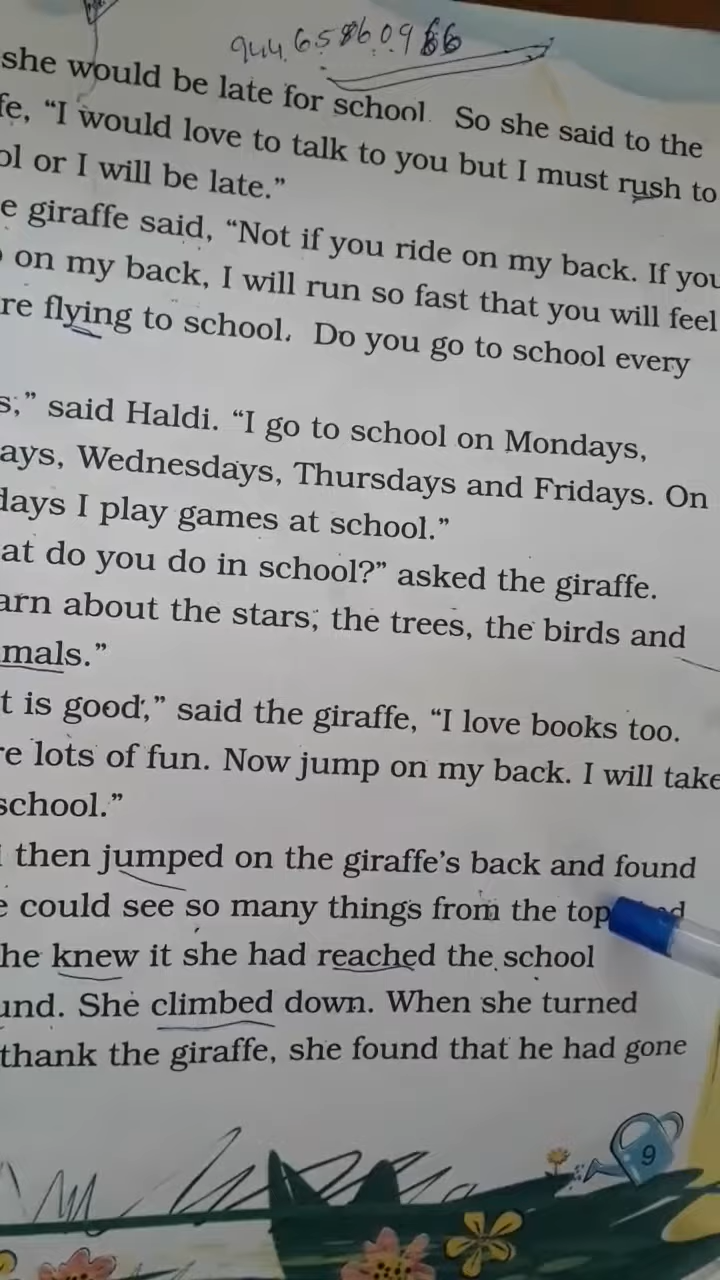 944 6586 0966
she would be late for school. So she said to the
fe, “I would love to talk to you but I must rush to
ol or I will be late.”
e giraffe said, “Not if you ride on my back. If you
on my back, I will run so fast that you will feel
re flying to school. Do you go to school every
s,” said Haldi. “I go to school on Mondays,
ays, Wednesdays, Thursdays and Fridays. On
days I play games at school.”
at do you do in school?” asked the giraffe.
arn about the stars, the trees, the birds and
mals.”
t is good,” said the giraffe, “I love books too.
re lots of fun. Now jump on my back. I will take
school.”
then jumped on the giraffe’s back and found
e could see so many things from the top
he knew it she had reached the school
und. She climbed down. When she turned
thank the giraffe, she found that he had gone
9